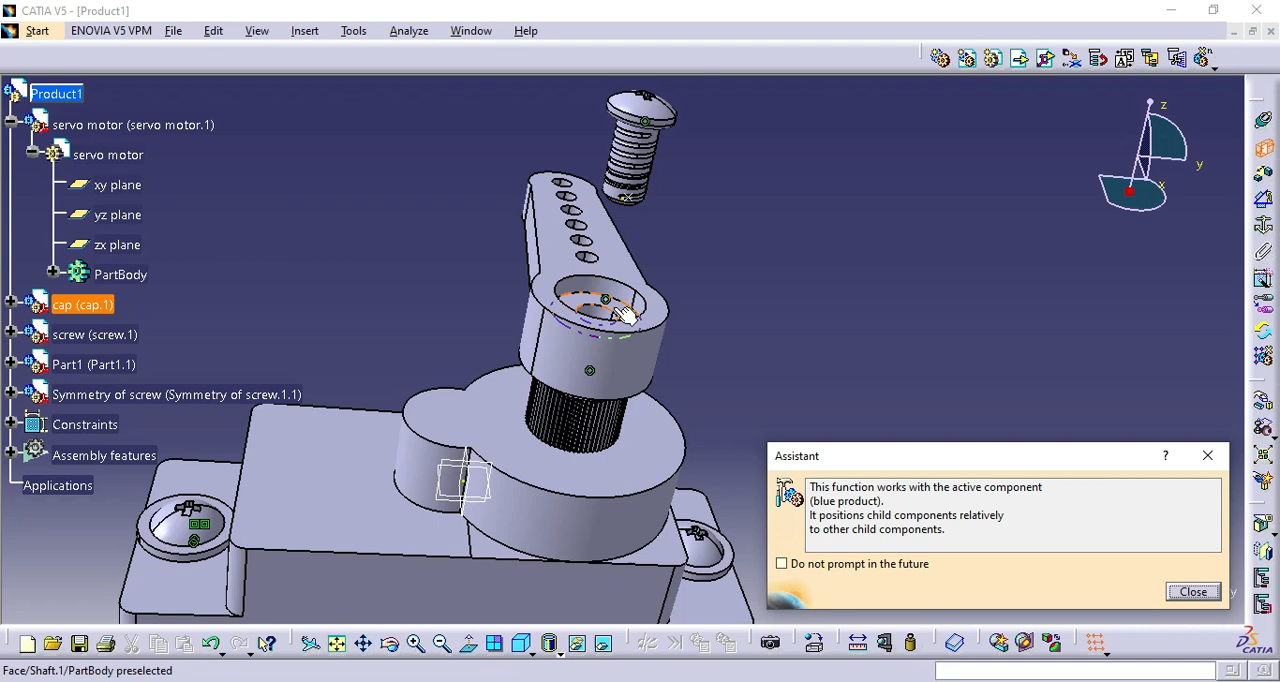 CATIA V5 - [Product1]
Start ENOVIA V5 VPM File Edit View Insert Tools Analyze Window Help
Product1
servo motor (servo motor.1)
servo motor
xy plane
yz plane
zx plane
PartBody
cap (cap.1)
screw (screw.1)
Part1 (Part1.1)
Symmetry of screw (Symmetry of screw.1.1)
Constraints
Assembly features
Applications
z
y
x
Assistant
This function works with the active component
(blue product).
It positions child components relatively
to other child components.
Do not prompt in the future
Close
y
CATIA
Face/Shaft.1/PartBody preselected